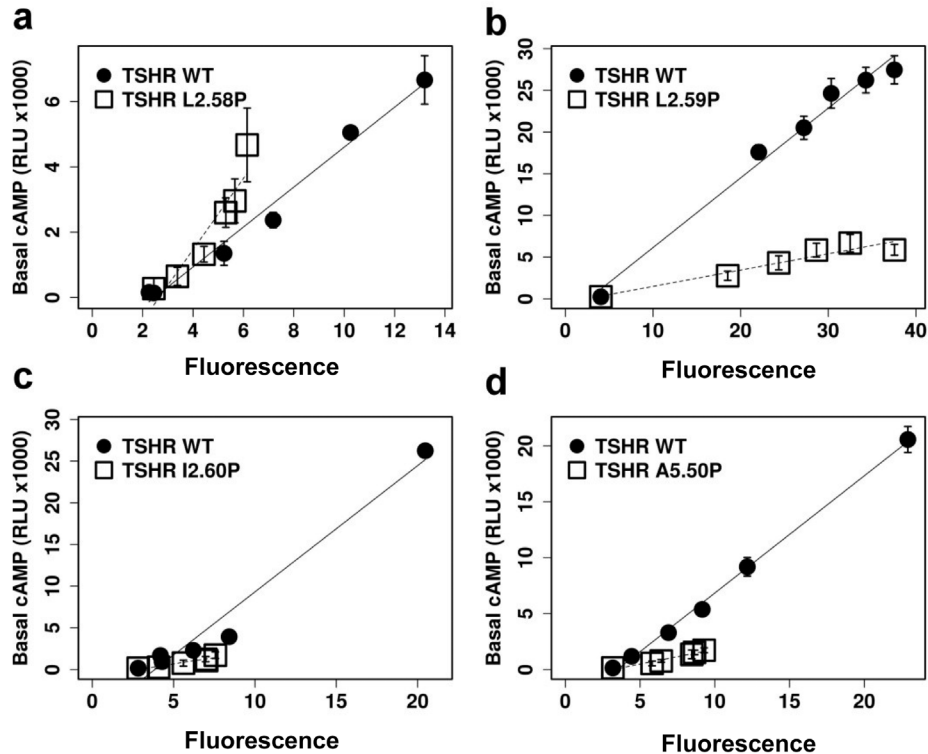 a
Basal cAMP (RLU x1000)
6
4
2
0
TSHR WT
TSHR L2.58P
0 2 4 6 8 10 12 14
Fluorescence
b
Basal cAMP (RLU x1000)
30
25
20
15
10
5
0
TSHR WT
TSHR L2.59P
0 10 20 30 40
Fluorescence
c
Basal cAMP (RLU x1000)
30
25
20
15
10
5
0
TSHR WT
TSHR I2.60P
0 5 10 15 20
Fluorescence
d
Basal cAMP (RLU x1000)
20
15
10
5
0
TSHR WT
TSHR A5.50P
0 5 10 15 20
Fluorescence